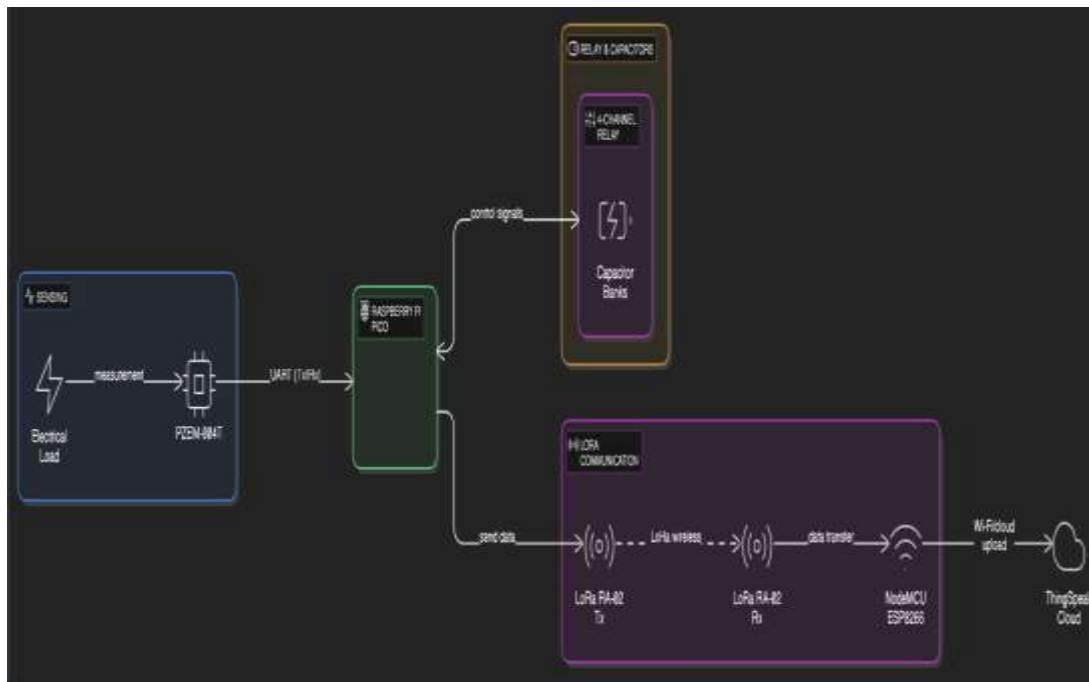 RELAY & CAPACITORS
4-CHANNEL
RELAY
control signals
Capacitor
Banks
SENSING
RASPBERRY PI
PICO
measurement
UART (Tx/Rx)
Electrical
Load
PZEM-004T
LORA
COMMUNICATION
send data
LoRa wireless
data transfer
Wi-Fi/cloud
upload
LoRa RA-02
Tx
LoRa RA-02
Rx
NodeMCU
ESP8266
ThingSpeak
Cloud